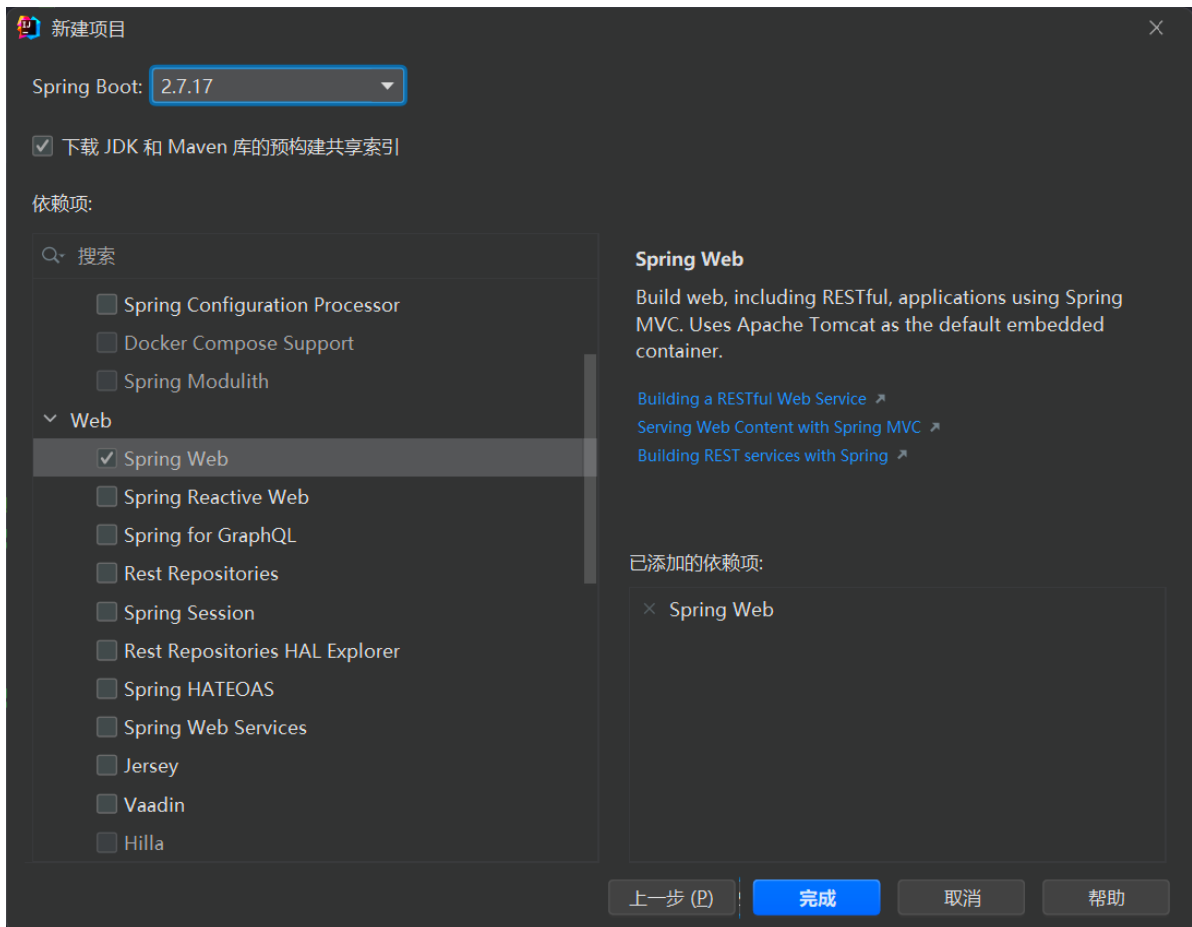 新建项目
Spring Boot: 2.7.17
下载 JDK 和 Maven 库的预构建共享索引
依赖项:
搜索
Spring Configuration Processor
Docker Compose Support
Spring Modulith
Web
Spring Web
Spring Reactive Web
Spring for GraphQL
Rest Repositories
Spring Session
Rest Repositories HAL Explorer
Spring HATEOAS
Spring Web Services
Jersey
Vaadin
Hilla
Spring Web
Build web, including RESTful, applications using Spring
MVC. Uses Apache Tomcat as the default embedded
container.
Building a RESTful Web Service
Serving Web Content with Spring MVC
Building REST services with Spring
已添加的依赖项:
Spring Web
上一步 (P)
完成
取消
帮助